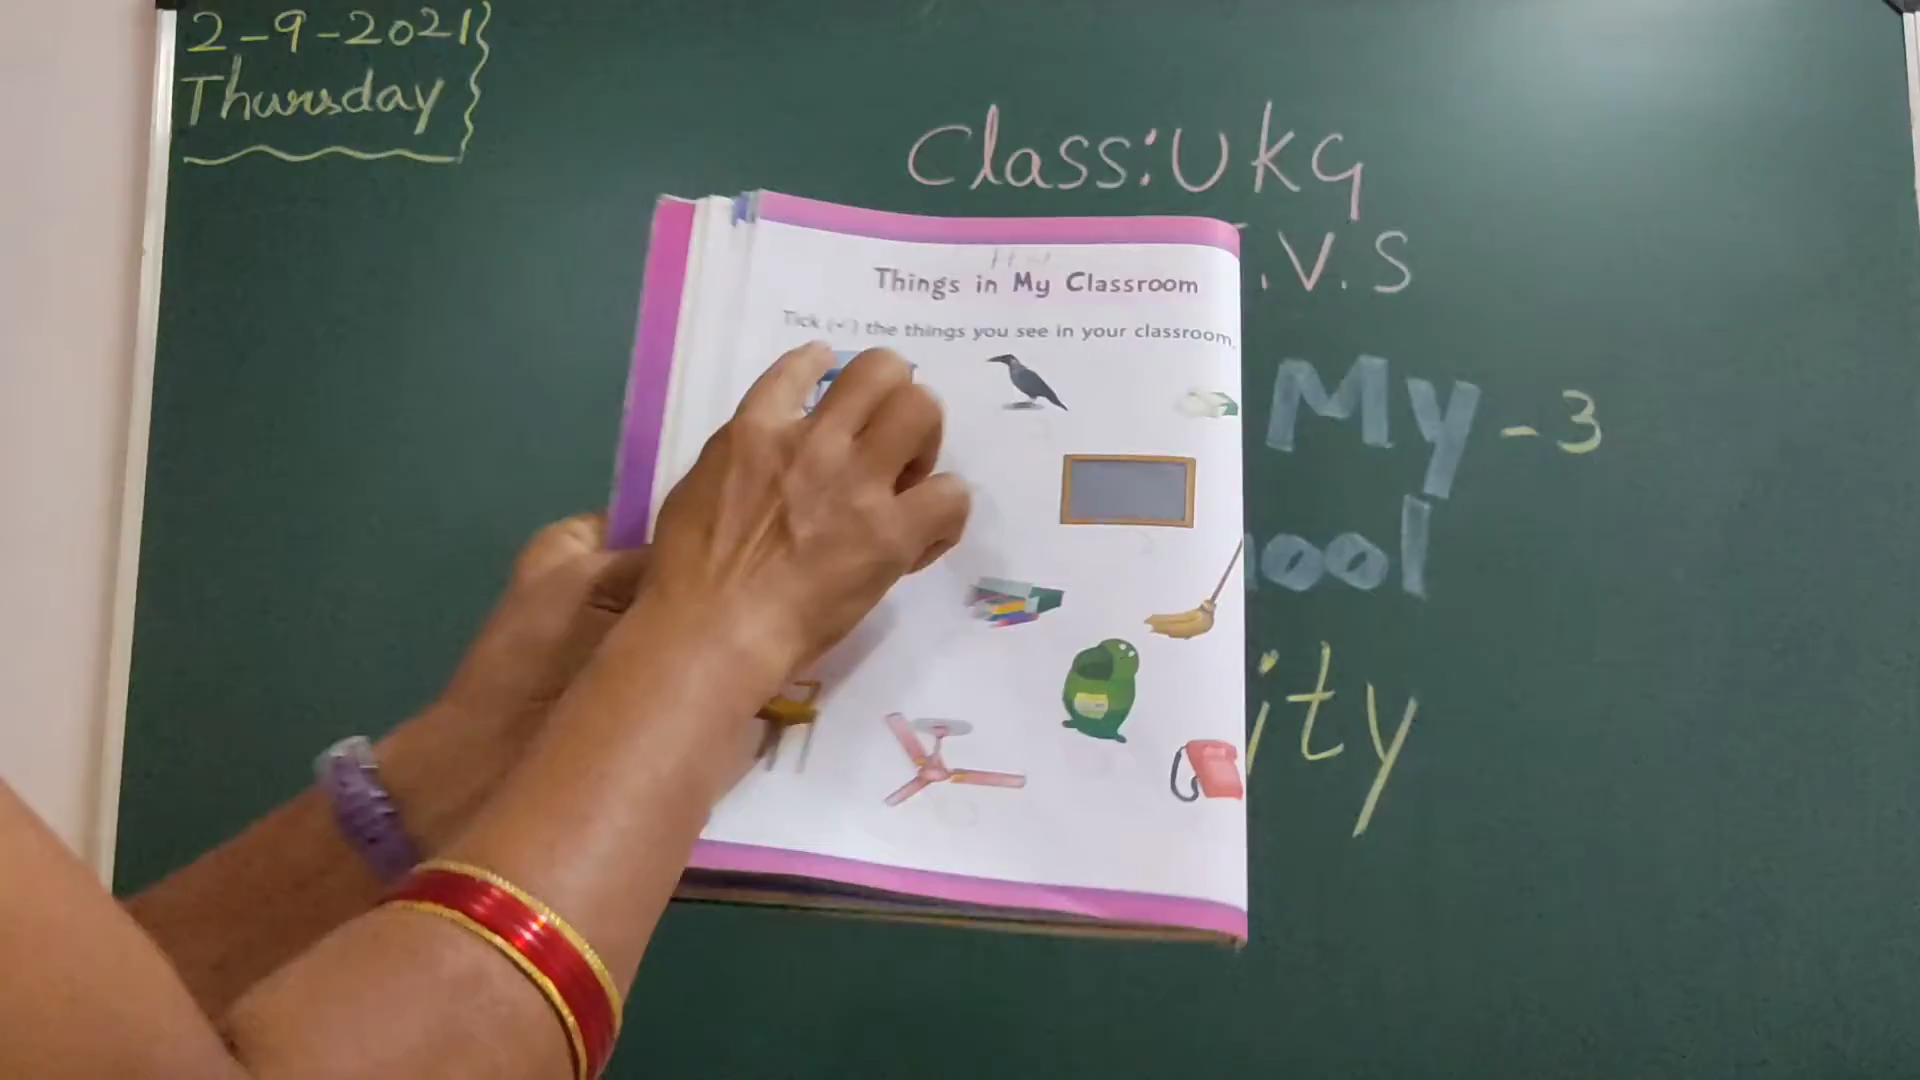 2-9-2021
Thursday
Class: UKG
.V.S
My - 3
ool
ity
Things in My Classroom
Tick (✓) the things you see in your classroom.